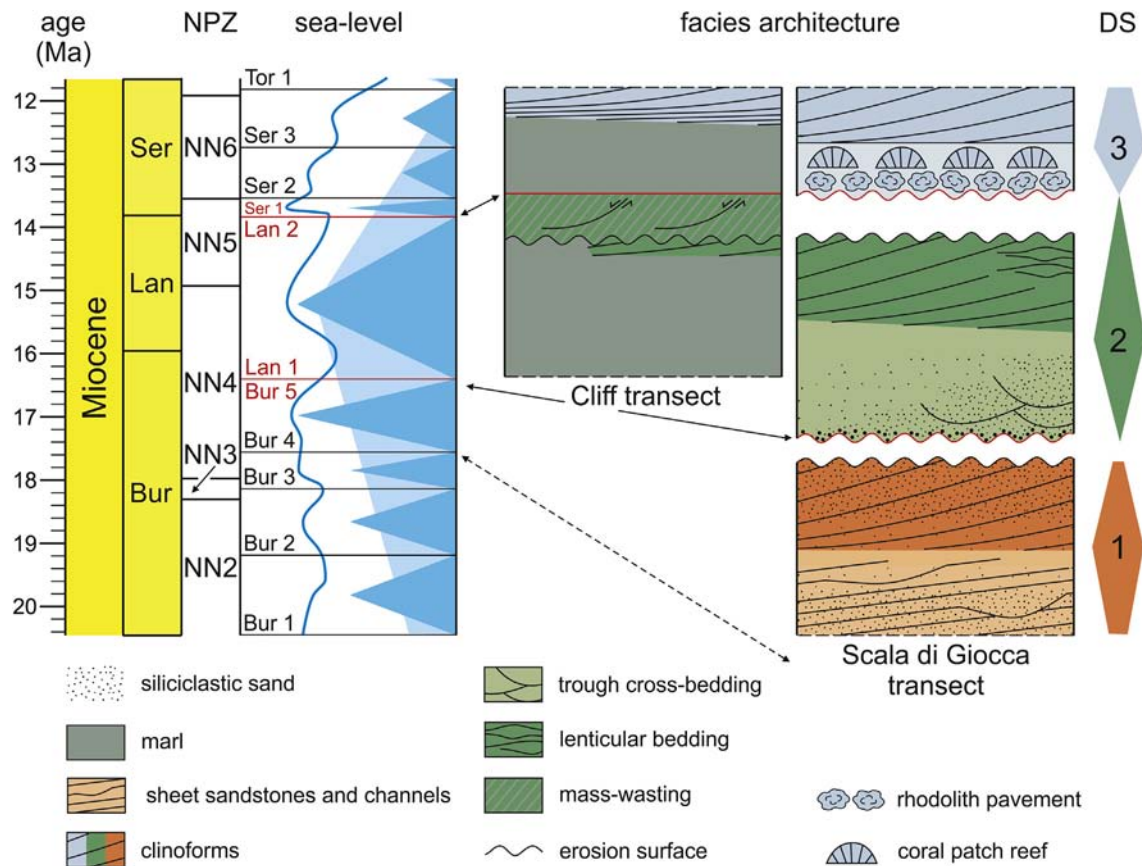 age
(Ma)
NPZ
sea-level
facies architecture
DS
12
13
14
15
16
17
18
19
20
Miocene
Ser
Lan
Bur
NN6
NN5
NN4
NN3
NN2
Tor 1
Ser 3
Ser 2
Ser 1
Lan 2
Lan 1
Bur 5
Bur 4
Bur 3
Bur 2
Bur 1
Cliff transect
Scala di Giocca
transect
3
2
1
siliciclastic sand
marl
sheet sandstones and channels
clinoforms
trough cross-bedding
lenticular bedding
mass-wasting
erosion surface
rhodolith pavement
coral patch reef